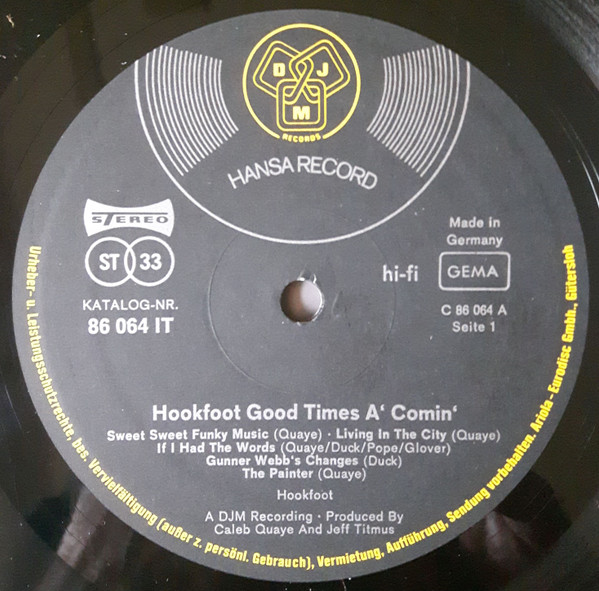 D J
M
RECORDS
HANSA RECORD
STEREO
ST 33
KATALOG-NR.
86 064 IT
Made in
Germany
hi-fi GEMA
C 86 064 A
Seite 1
Hookfoot Good Times A' Comin'
Sweet Sweet Funky Music (Quaye) · Living In The City (Quaye)
If I Had The Words (Quaye/Duck/Pope/Glover)
Gunner Webb's Changes (Duck)
The Painter (Quaye)
Hookfoot
A DJM Recording · Produced By
Caleb Quaye And Jeff Titmus
Urheber- u. Leistungsschutzrechte, bes. Vervielfältigung (außer z. persönl. Gebrauch), Vermietung, Aufführung, Sendung vorbehalten. Ariola-Eurodisc Gmbh., Gütersloh